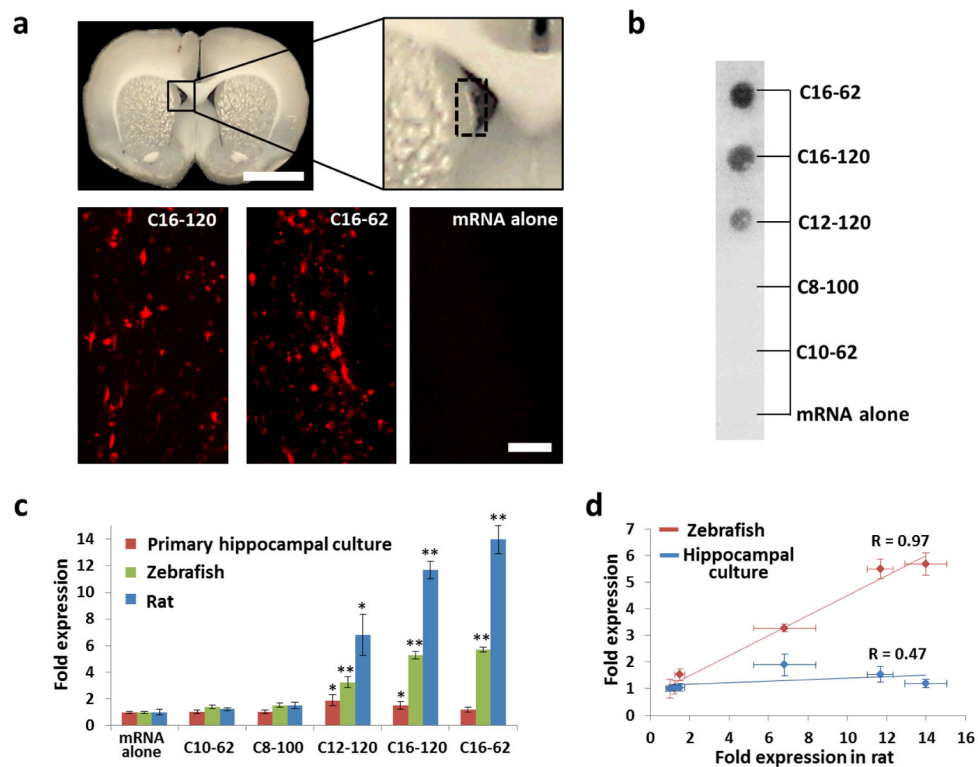 a
C16-120
C16-62
mRNA alone
b
C16-62
C16-120
C12-120
C8-100
C10-62
mRNA alone
c
Fold expression
14
12
10
8
6
4
2
0
Primary hippocampal culture
Zebrafish
Rat
*
**
*
*
**
**
**
**
mRNA alone
C10-62
C8-100
C12-120
C16-120
C16-62
d
Fold expression
7
6
5
4
3
2
1
0
Zebrafish
Hippocampal
culture
R = 0.97
R = 0.47
0 2 4 6 8 10 12 14 16
Fold expression in rat